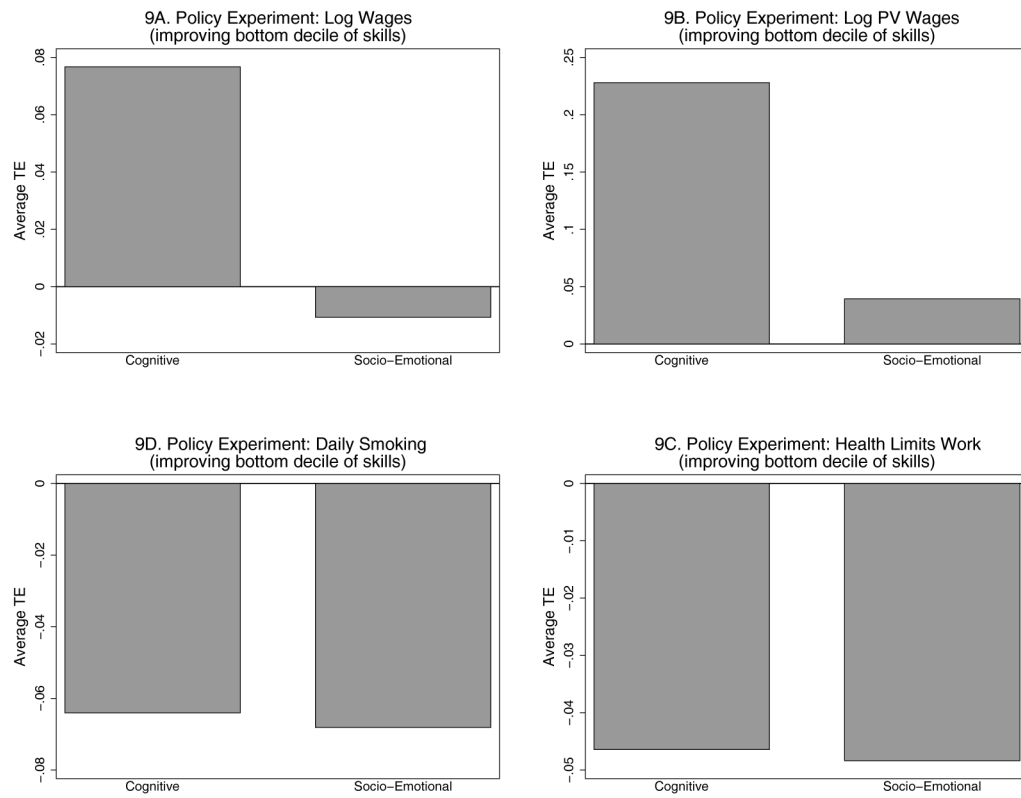 9A. Policy Experiment: Log Wages
(improving bottom decile of skills)
Average TE
.08
.06
.04
.02
0
−.02
Cognitive
Socio−Emotional
9B. Policy Experiment: Log PV Wages
(improving bottom decile of skills)
Average TE
.25
.2
.15
.1
.05
0
Cognitive
Socio−Emotional
9D. Policy Experiment: Daily Smoking
(improving bottom decile of skills)
Average TE
0
−.02
−.04
−.06
−.08
Cognitive
Socio−Emotional
9C. Policy Experiment: Health Limits Work
(improving bottom decile of skills)
Average TE
0
−.01
−.02
−.03
−.04
−.05
Cognitive
Socio−Emotional